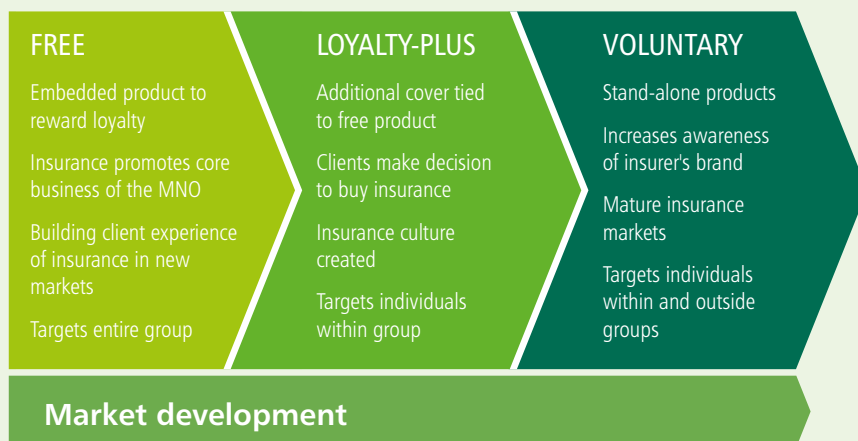 FREE
Embedded product to
reward loyalty
Insurance promotes core
business of the MNO
Building client experience
of insurance in new
markets
Targets entire group
LOYALTY-PLUS
Additional cover tied
to free product
Clients make decision
to buy insurance
Insurance culture
created
Targets individuals
within group
VOLUNTARY
Stand-alone products
Increases awareness
of insurer's brand
Mature insurance
markets
Targets individuals
within and outside
groups
Market development